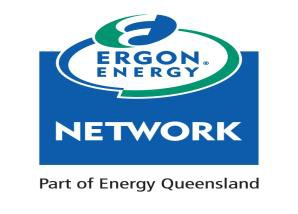 ERGON
ENERGY®
NETWORK
Part of Energy Queensland